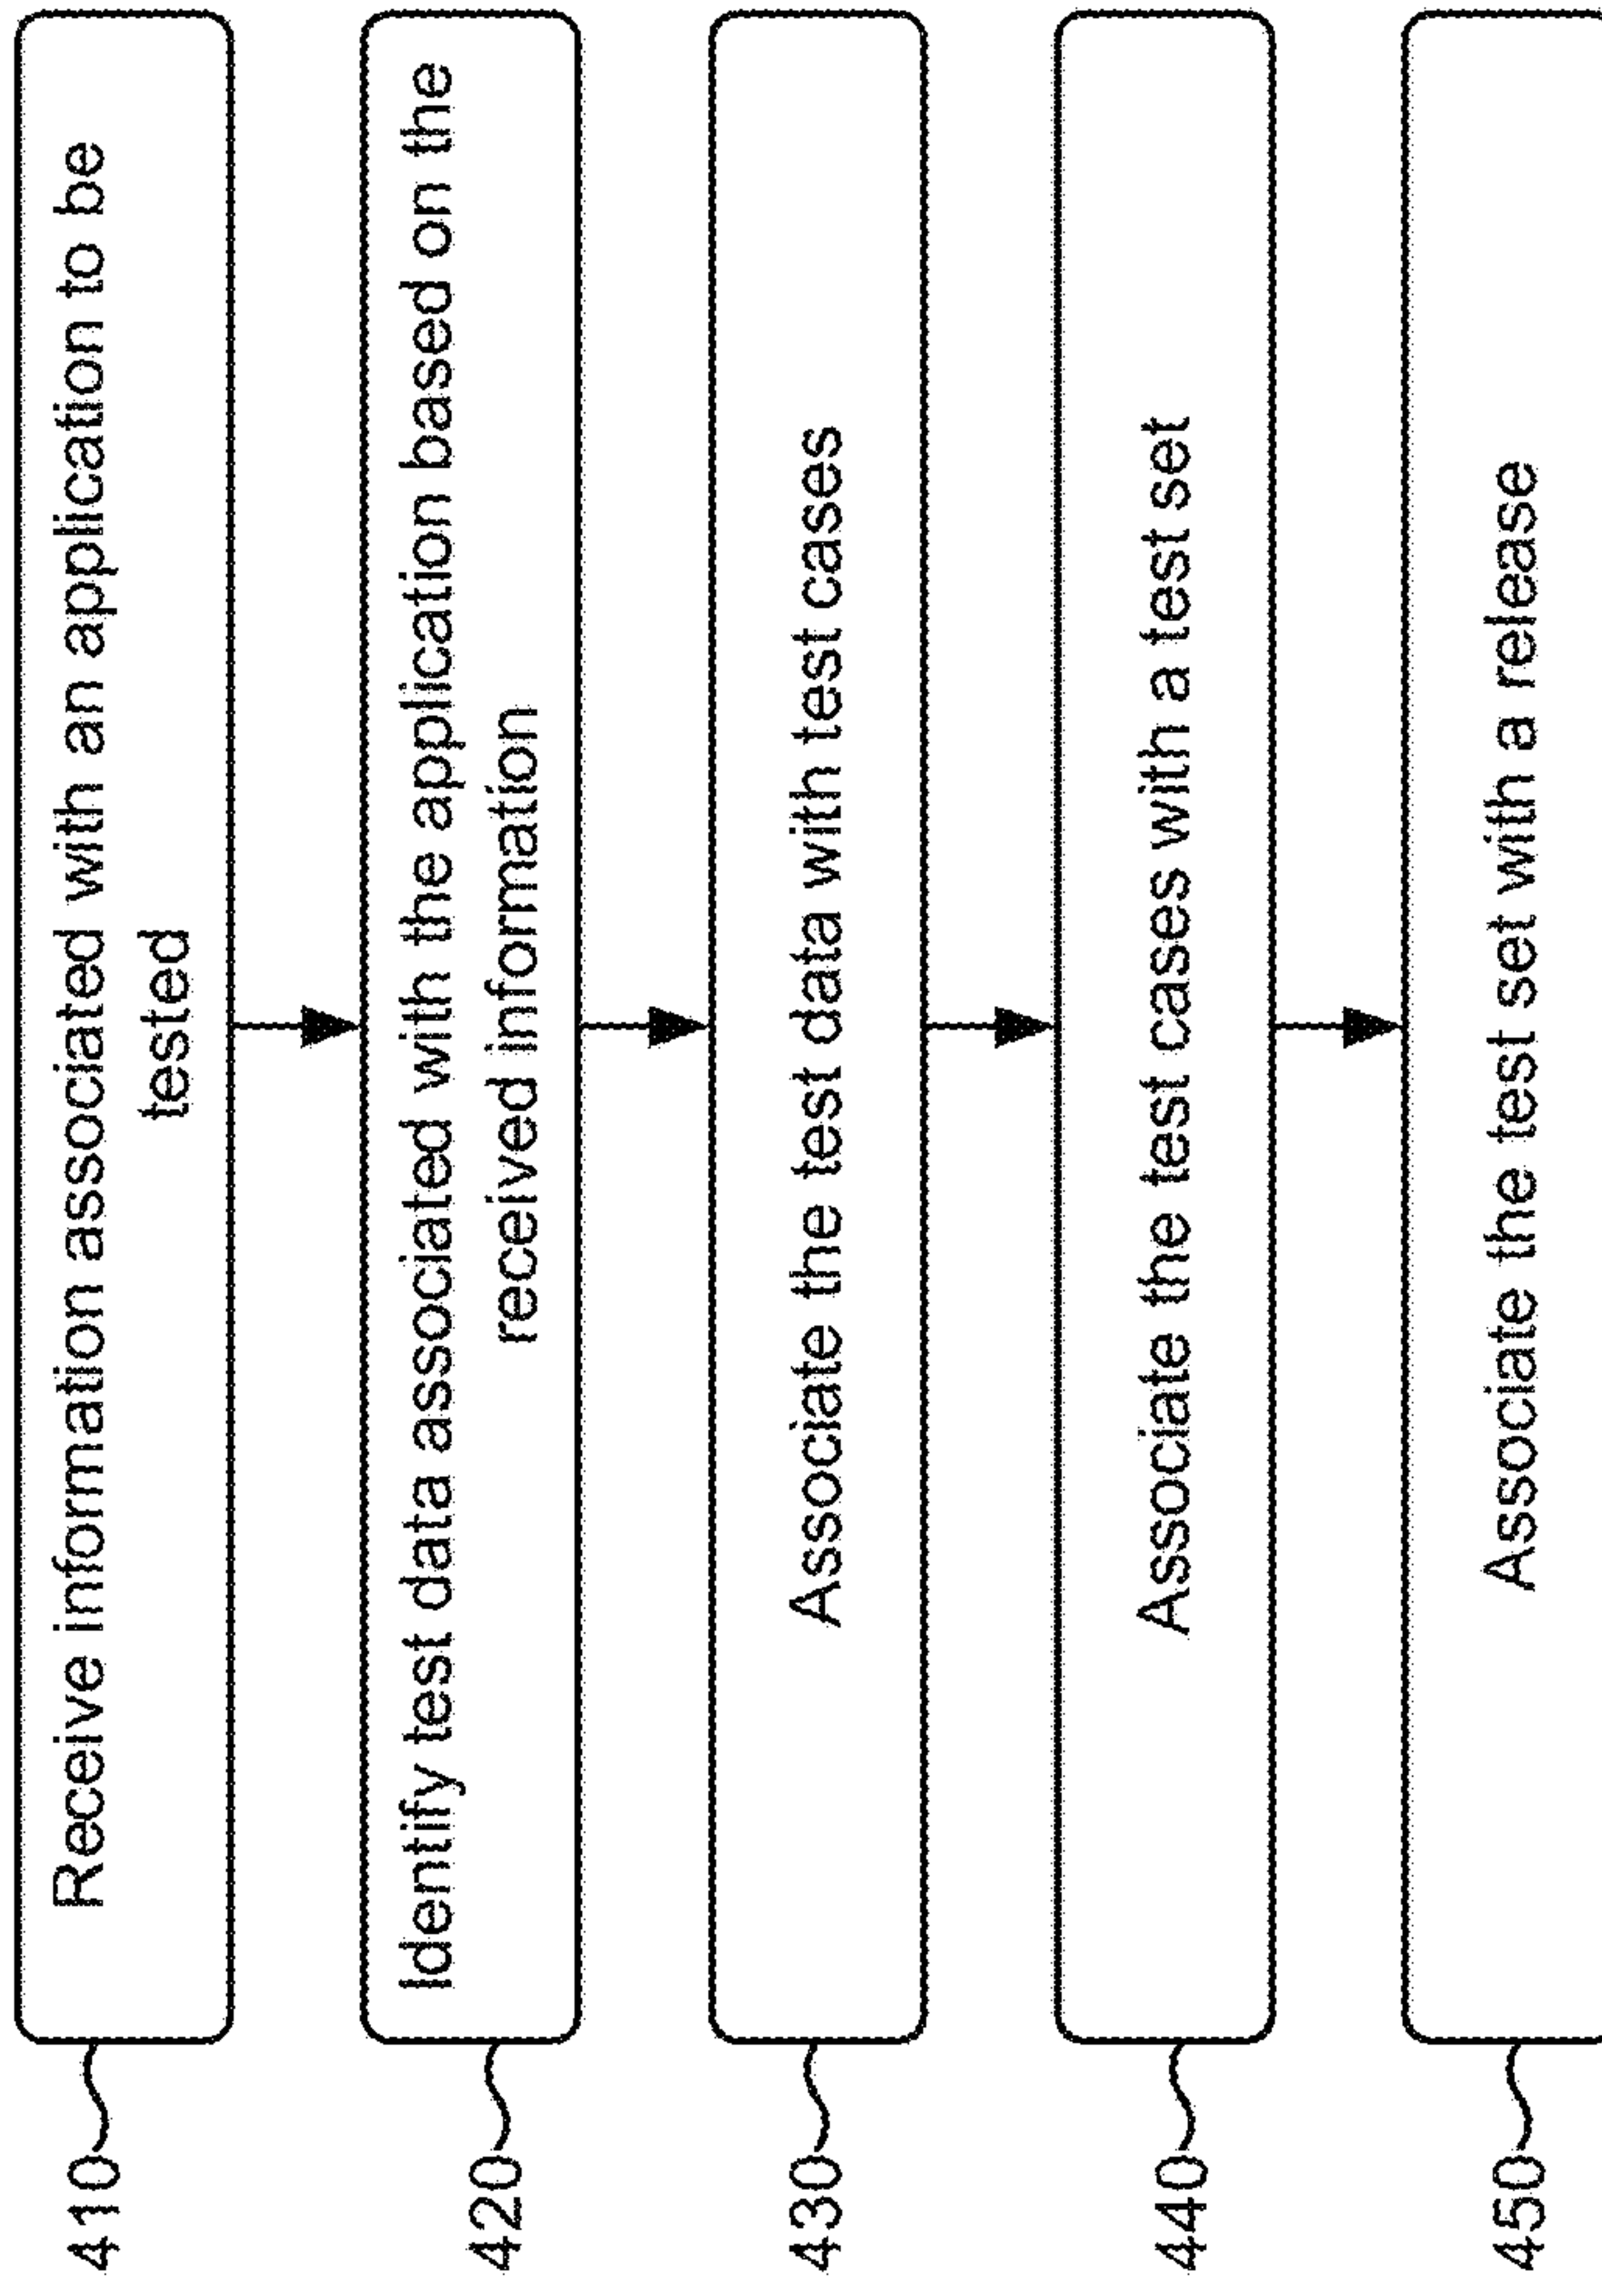 410
Receive information associated with an application to be
tested
420
Identify test data associated with the application based on the
received information
430
Associate the test data with test cases
440
Associate the test cases with a test set
450
Associate the test set with a release